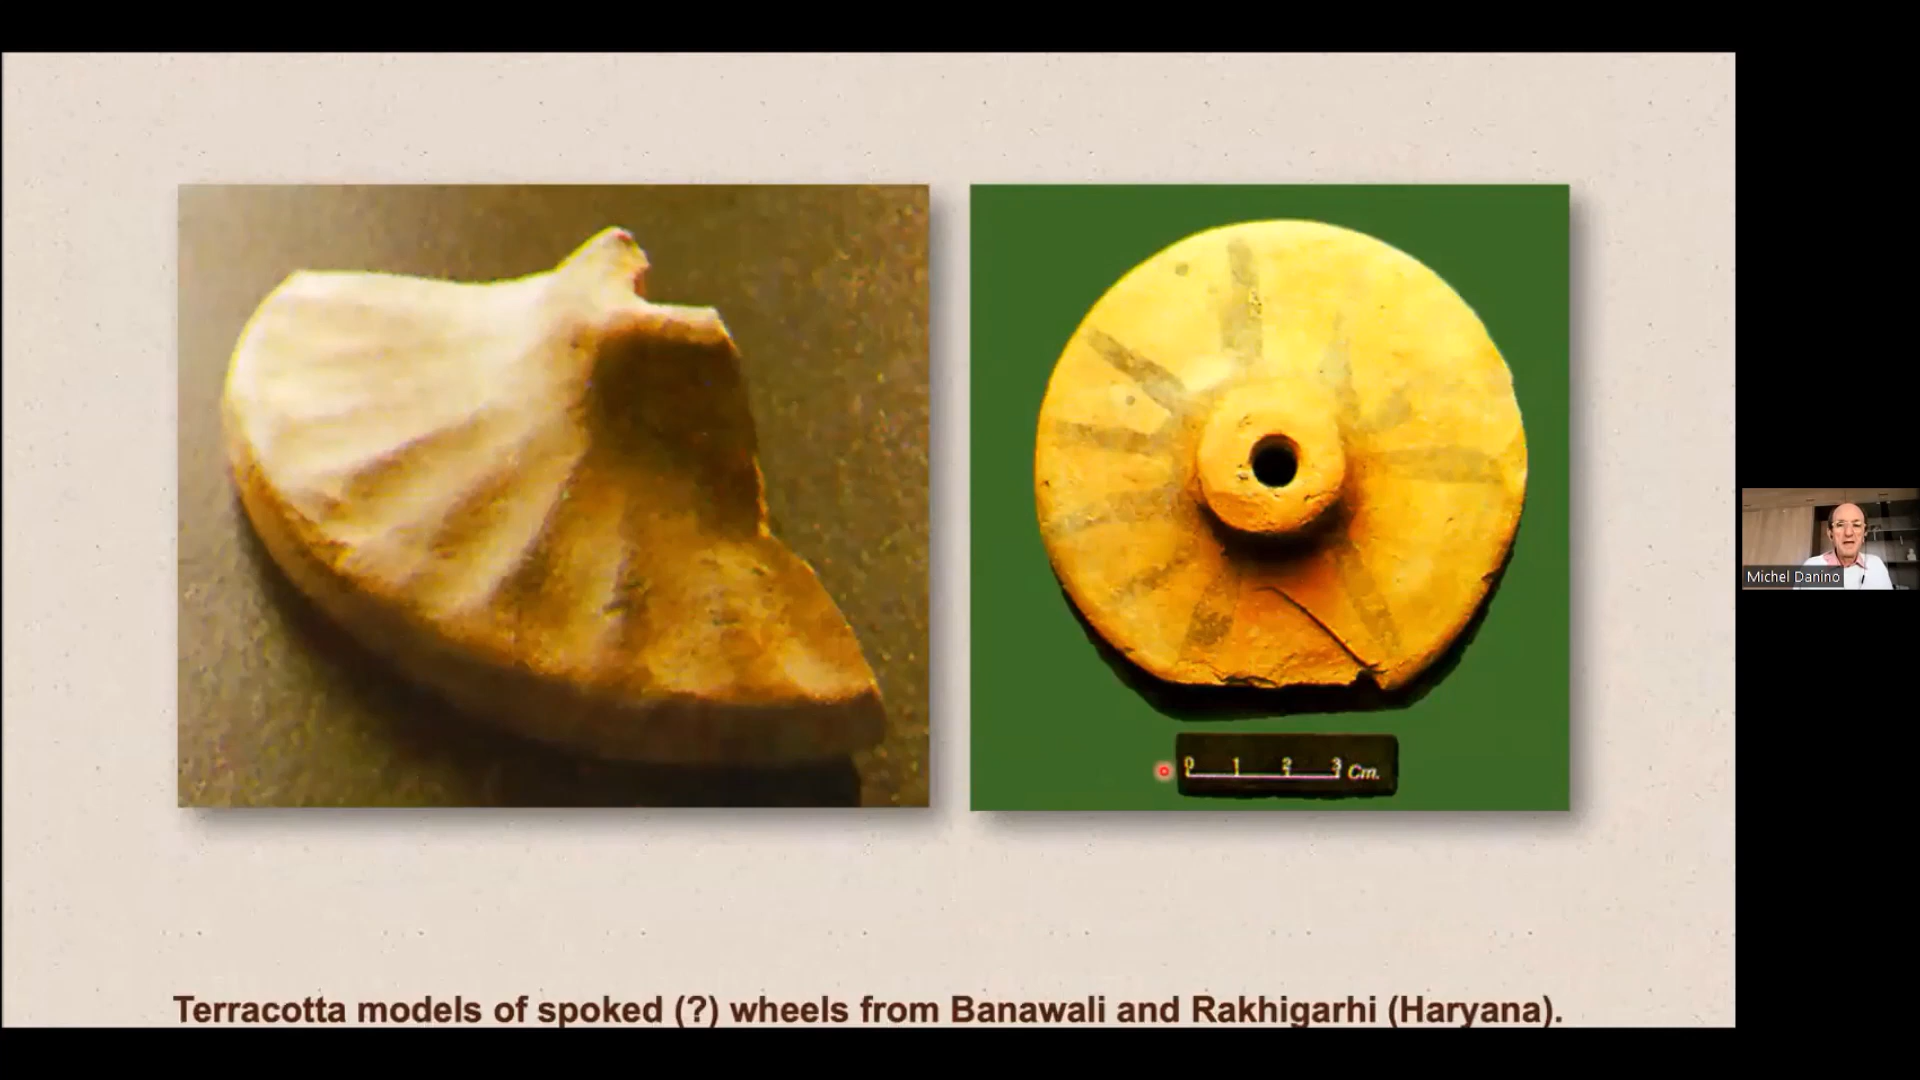 0 1 2 3 Cm.
Michel Danino
Terracotta models of spoked (?) wheels from Banawali and Rakhigarhi (Haryana).